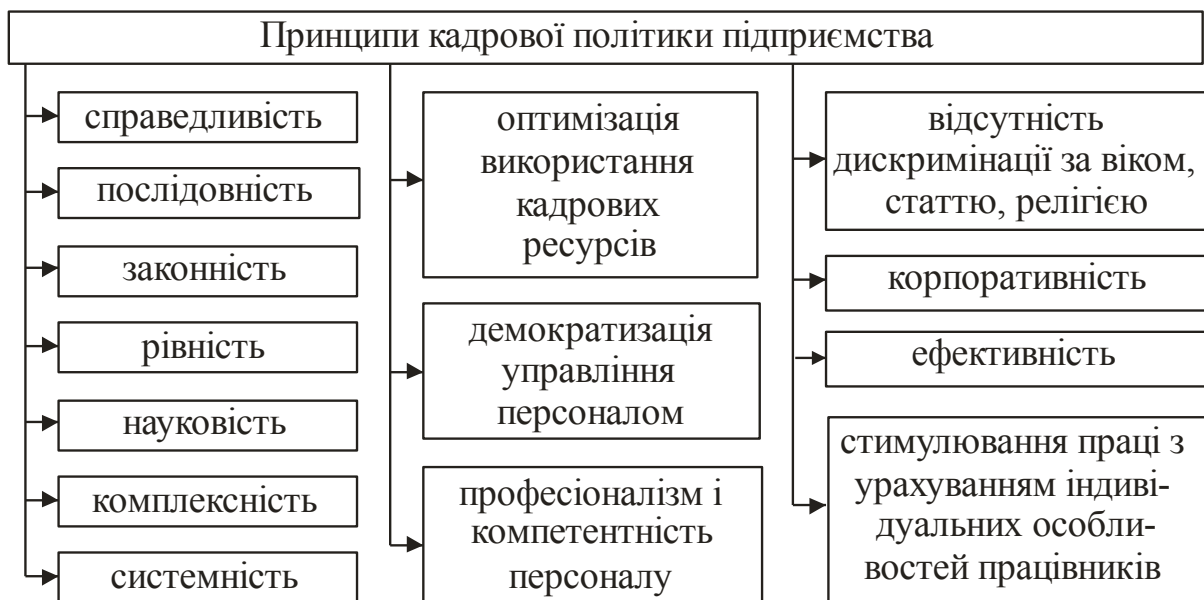 Принципи кадрової політики підприємства
справедливість
послідовність
законність
рівність
науковість
комплексність
системність
оптимізація
використання
кадрових
ресурсів
демократизація
управління
персоналом
професіоналізм і
компетентність
персоналу
відсутність
дискримінації за віком,
статтю, релігією
корпоративність
ефективність
стимулювання праці з
урахуванням індиві-
дуальних особли-
востей працівників